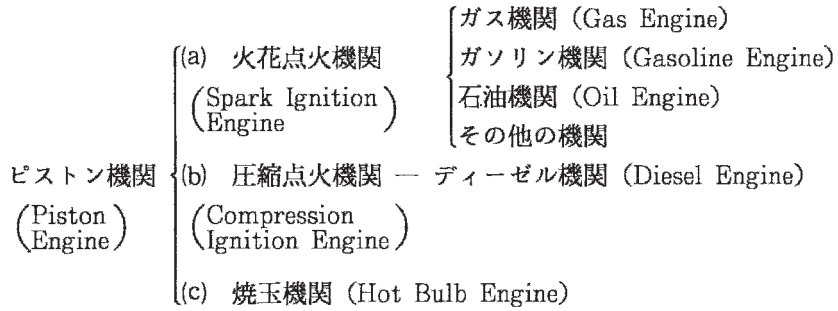 ガス機関 (Gas Engine)
(a) 火花点火機関
ガソリン機関 (Gasoline Engine)
(Spark Ignition
Engine)
石油機関 (Oil Engine)
その他の機関
ピストン機関
(b) 圧縮点火機関 — ディーゼル機関 (Diesel Engine)
(Piston
Engine)
(Compression
Ignition Engine)
(c) 焼玉機関 (Hot Bulb Engine)